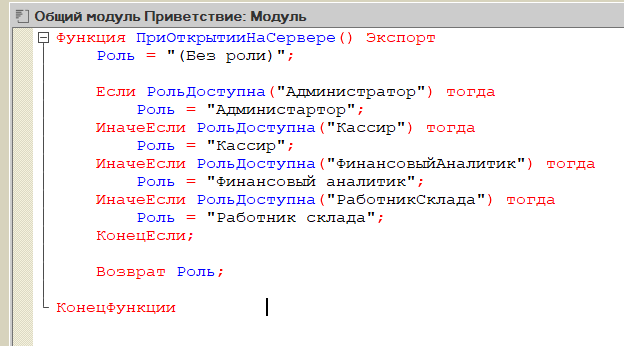 Общий модуль Приветствие: Модуль
Функция ПриОткрытииНаСервере() Экспорт
Роль = "(Без роли)";
Если РольДоступна("Администратор") тогда
Роль = "Администартор";
ИначеЕсли РольДоступна("Кассир") тогда
Роль = "Кассир";
ИначеЕсли РольДоступна("ФинансовыйАналитик") тогда
Роль = "Финансовый аналитик";
ИначеЕсли РольДоступна("РаботникСклада") тогда
Роль = "Работник склада";
КонецЕсли;
Возврат Роль;
КонецФункции